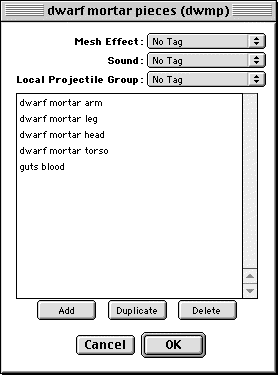 dwarf mortar pieces (dwmp)
Mesh Effect: No Tag
Sound: No Tag
Local Projectile Group: No Tag
dwarf mortar arm
dwarf mortar leg
dwarf mortar head
dwarf mortar torso
guts blood
Add Duplicate Delete
Cancel OK